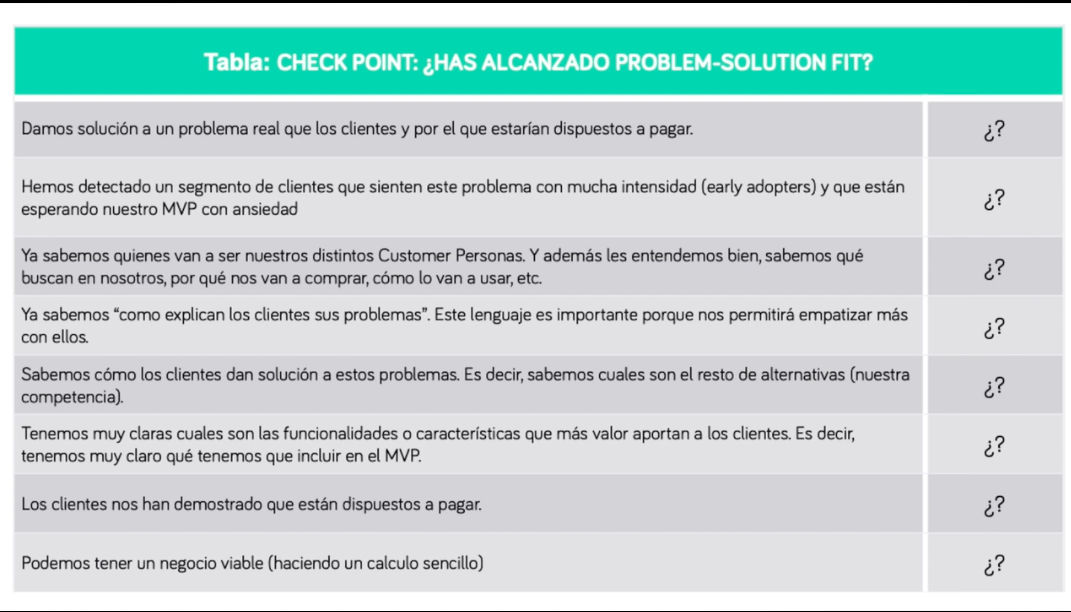 Tabla: CHECK POINT: ¿HAS ALCANZADO PROBLEM-SOLUTION FIT?
Damos solución a un problema real que los clientes y por el que estarían dispuestos a pagar.
¿?
Hemos detectado un segmento de clientes que sienten este problema con mucha intensidad (early adopters) y que están
esperando nuestro MVP con ansiedad
¿?
Ya sabemos quienes van a ser nuestros distintos Customer Personas. Y además les entendemos bien, sabemos qué
buscan en nosotros, por qué nos van a comprar, cómo lo van a usar, etc.
¿?
Ya sabemos “como explican los clientes sus problemas”. Este lenguaje es importante porque nos permitirá empatizar más
con ellos.
¿?
Sabemos cómo los clientes dan solución a estos problemas. Es decir, sabemos cuales son el resto de alternativas (nuestra
competencia).
¿?
Tenemos muy claras cuales son las funcionalidades o características que más valor aportan a los clientes. Es decir,
tenemos muy claro qué tenemos que incluir en el MVP.
¿?
Los clientes nos han demostrado que están dispuestos a pagar.
¿?
Podemos tener un negocio viable (haciendo un calculo sencillo)
¿?